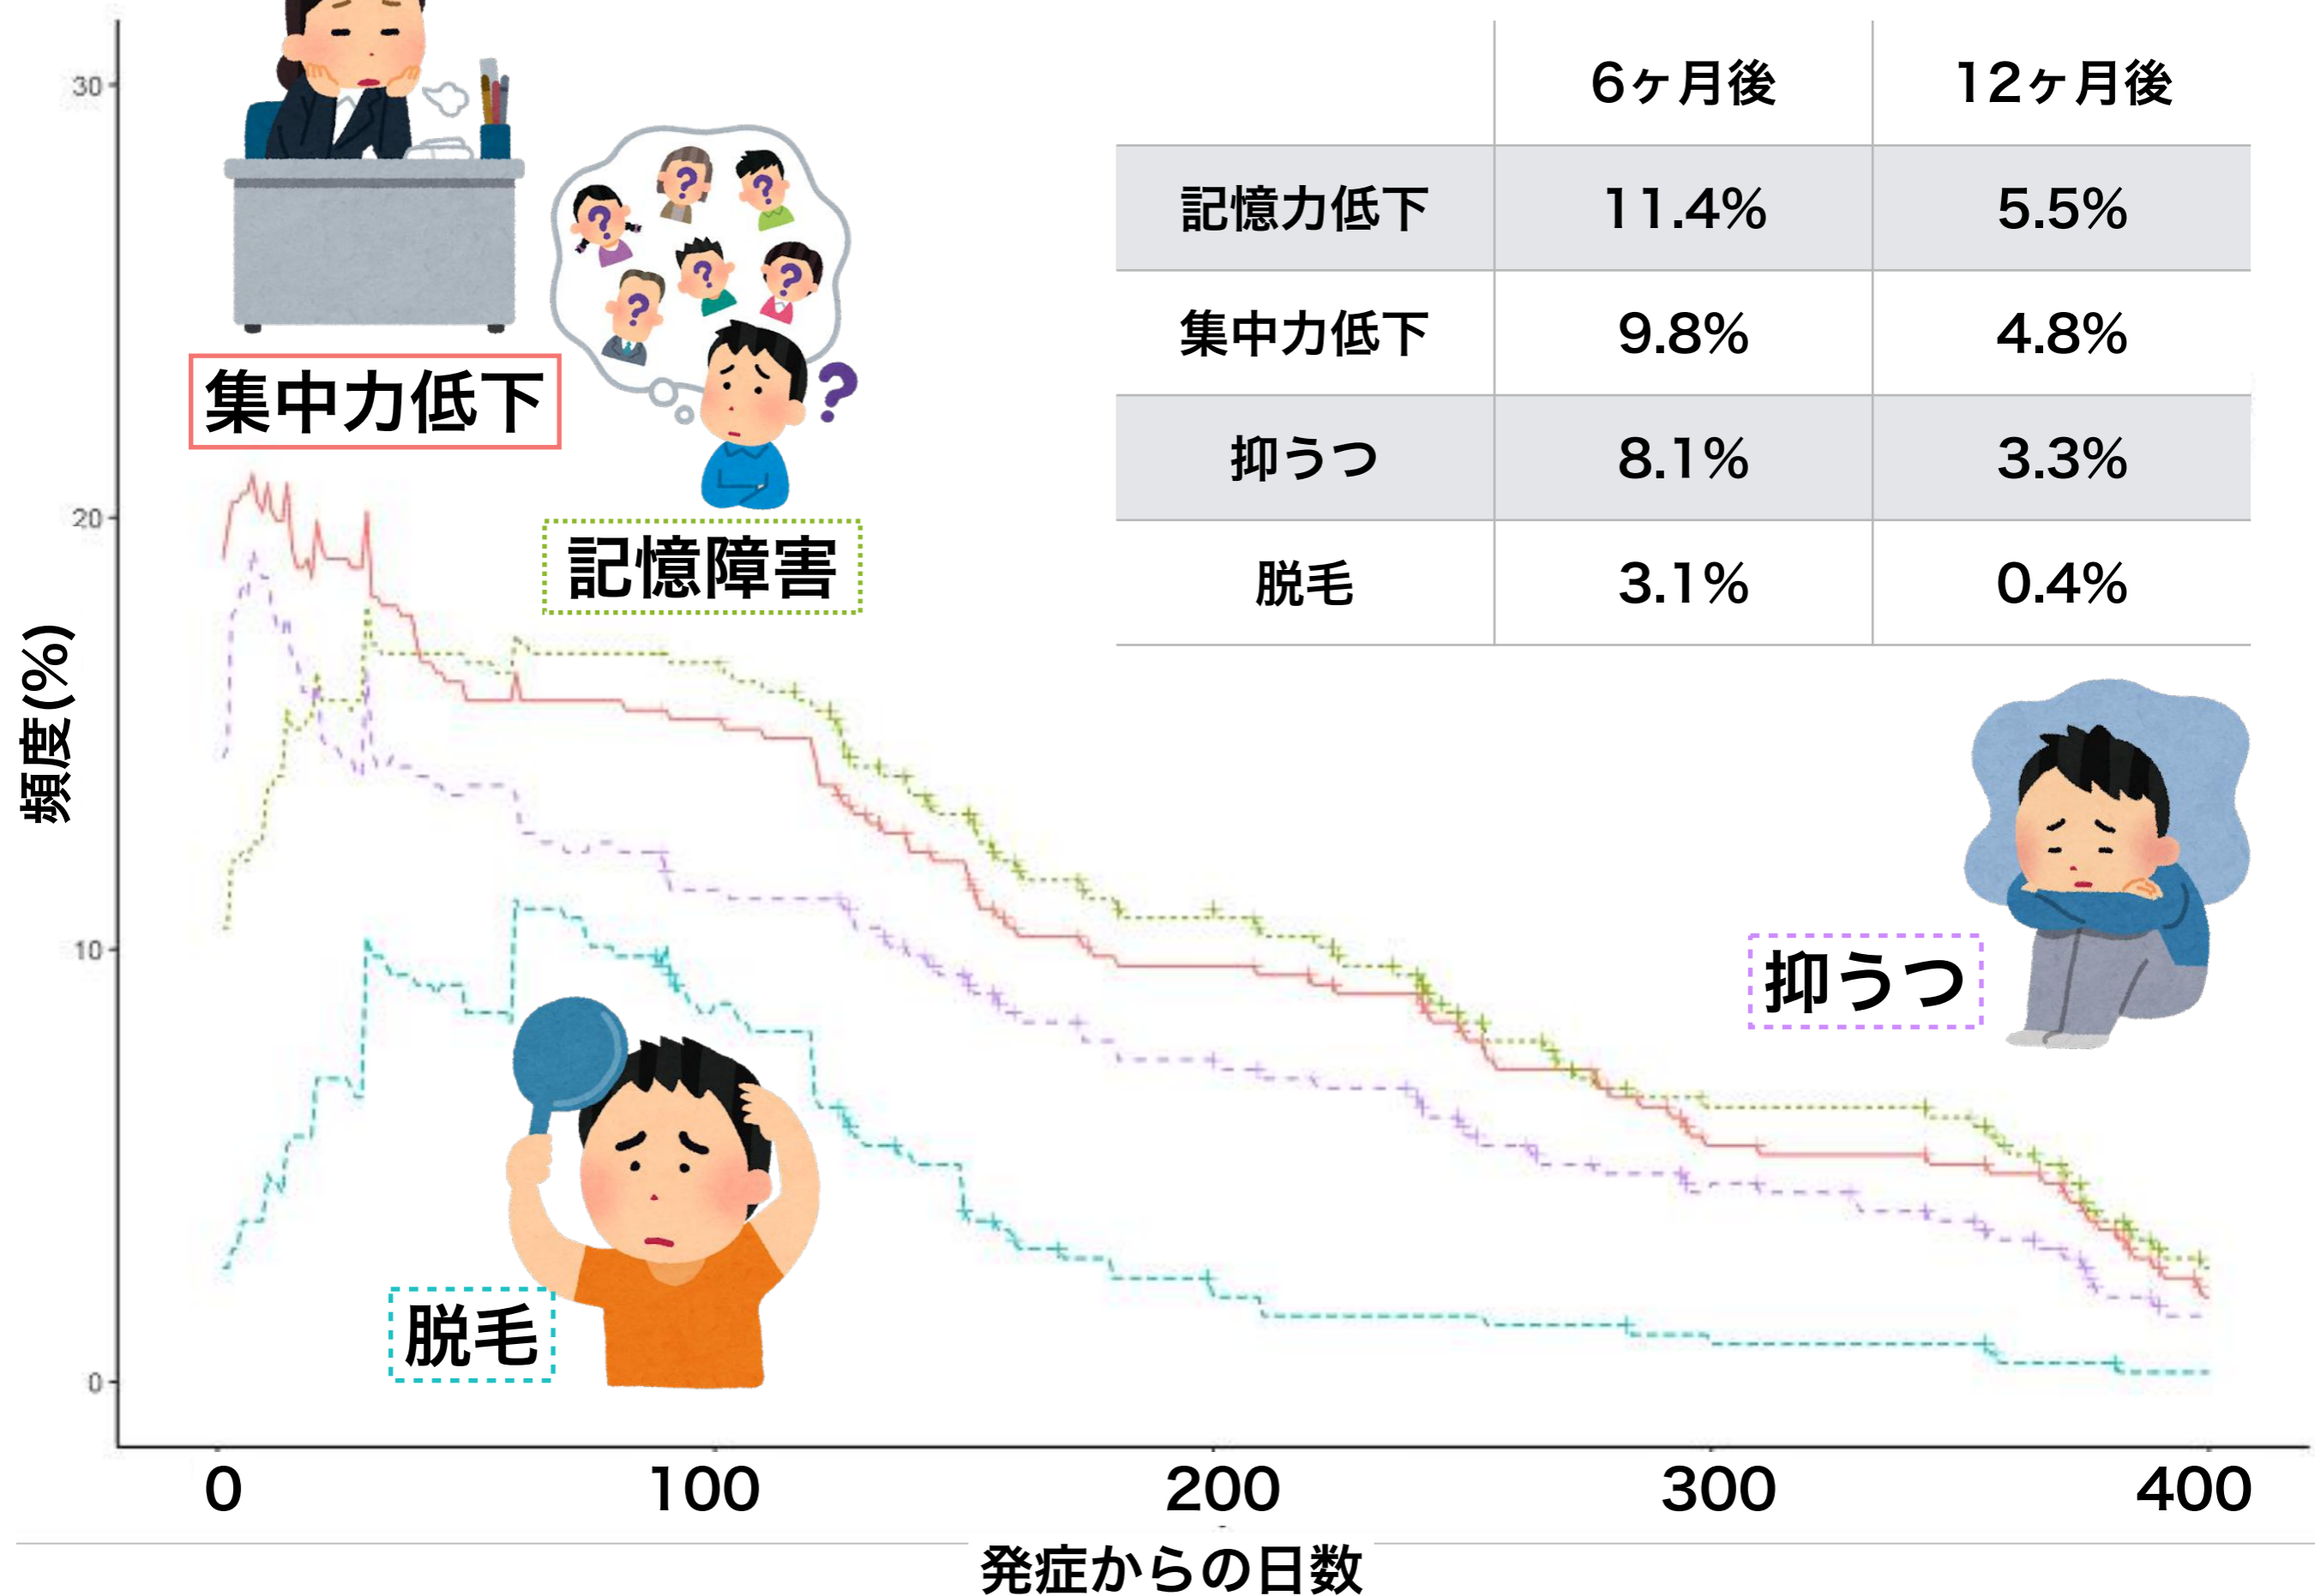 6ヶ月後 12ヶ月後
記憶力低下 11.4% 5.5%
集中力低下 9.8% 4.8%
抑うつ 8.1% 3.3%
脱毛 3.1% 0.4%
集中力低下
記憶障害
抑うつ
脱毛
頻度(%)
30
20
10
0
0 100 200 300 400
発症からの日数
? ? ? ? ? ? ?